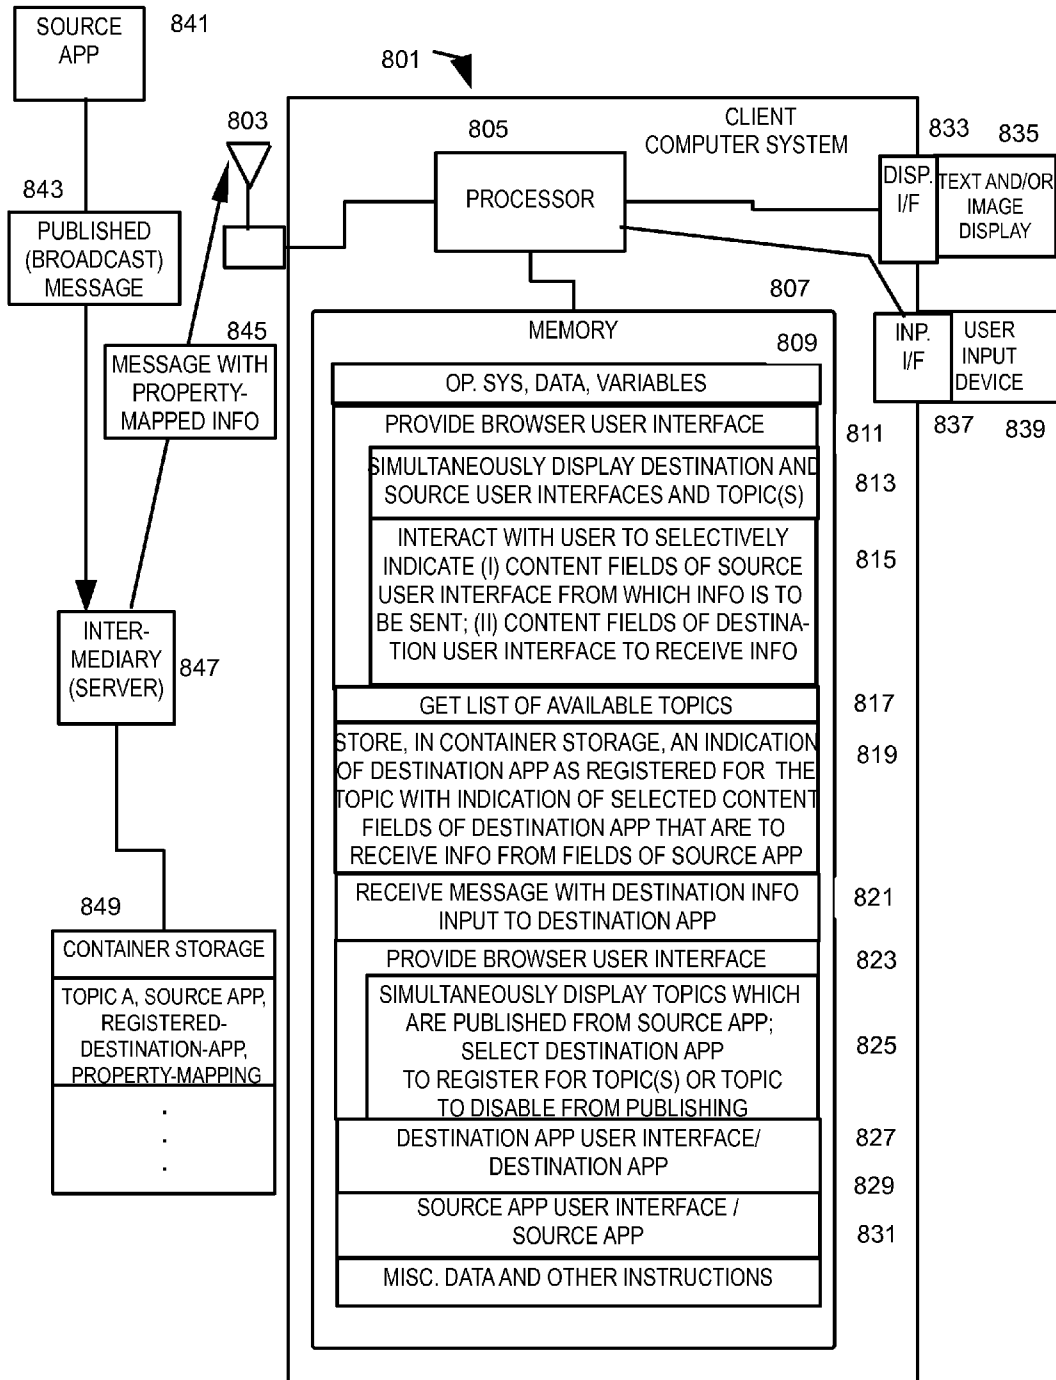 SOURCE
APP
841
801
CLIENT
COMPUTER SYSTEM
803
805
833
835
PROCESSOR
DISP.
I/F
TEXT AND/OR
IMAGE
DISPLAY
843
PUBLISHED
(BROADCAST)
MESSAGE
807
845
MEMORY
809
INP.
I/F
USER
INPUT
DEVICE
MESSAGE WITH
PROPERTY-
MAPPED INFO
OP. SYS, DATA, VARIABLES
837
839
PROVIDE BROWSER USER INTERFACE
811
SIMULTANEOUSLY DISPLAY DESTINATION AND
SOURCE USER INTERFACES AND TOPIC(S)
813
INTERACT WITH USER TO SELECTIVELY
INDICATE (I) CONTENT FIELDS OF SOURCE
USER INTERFACE FROM WHICH INFO IS TO
BE SENT; (II) CONTENT FIELDS OF DESTINA-
TION USER INTERFACE TO RECEIVE INFO
815
INTER-
MEDIARY
(SERVER)
847
GET LIST OF AVAILABLE TOPICS
817
STORE, IN CONTAINER STORAGE, AN INDICATION
OF DESTINATION APP AS REGISTERED FOR THE
TOPIC WITH INDICATION OF SELECTED CONTENT
FIELDS OF DESTINATION APP THAT ARE TO
RECEIVE INFO FROM FIELDS OF SOURCE APP
819
RECEIVE MESSAGE WITH DESTINATION INFO
INPUT TO DESTINATION APP
821
849
CONTAINER STORAGE
TOPIC A, SOURCE APP,
REGISTERED-
DESTINATION-APP,
PROPERTY-MAPPING
.
.
.
PROVIDE BROWSER USER INTERFACE
823
SIMULTANEOUSLY DISPLAY TOPICS WHICH
ARE PUBLISHED FROM SOURCE APP;
SELECT DESTINATION APP
TO REGISTER FOR TOPIC(S) OR TOPIC
TO DISABLE FROM PUBLISHING
825
DESTINATION APP USER INTERFACE/
DESTINATION APP
827
829
SOURCE APP USER INTERFACE /
SOURCE APP
831
MISC. DATA AND OTHER INSTRUCTIONS